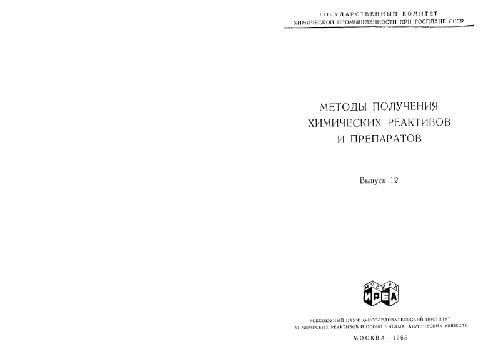 ГОСУДАРСТВЕННЫЙ КОМИТЕТ
ХИМИЧЕСКОЙ ПРОМЫШЛЕННОСТИ ПРИ ГОСПЛАНЕ СССР
МЕТОДЫ ПОЛУЧЕНИЯ
ХИМИЧЕСКИХ РЕАКТИВОВ
И ПРЕПАРАТОВ
Выпуск 12
ИРЕА
ВСЕСОЮЗНЫЙ НАУЧНО-ИССЛЕДОВАТЕЛЬСКИЙ ИНСТИТУТ
ХИМИЧЕСКИХ РЕАКТИВОВ И ОСОБО ЧИСТЫХ ХИМИЧЕСКИХ ВЕЩЕСТВ
МОСКВА —